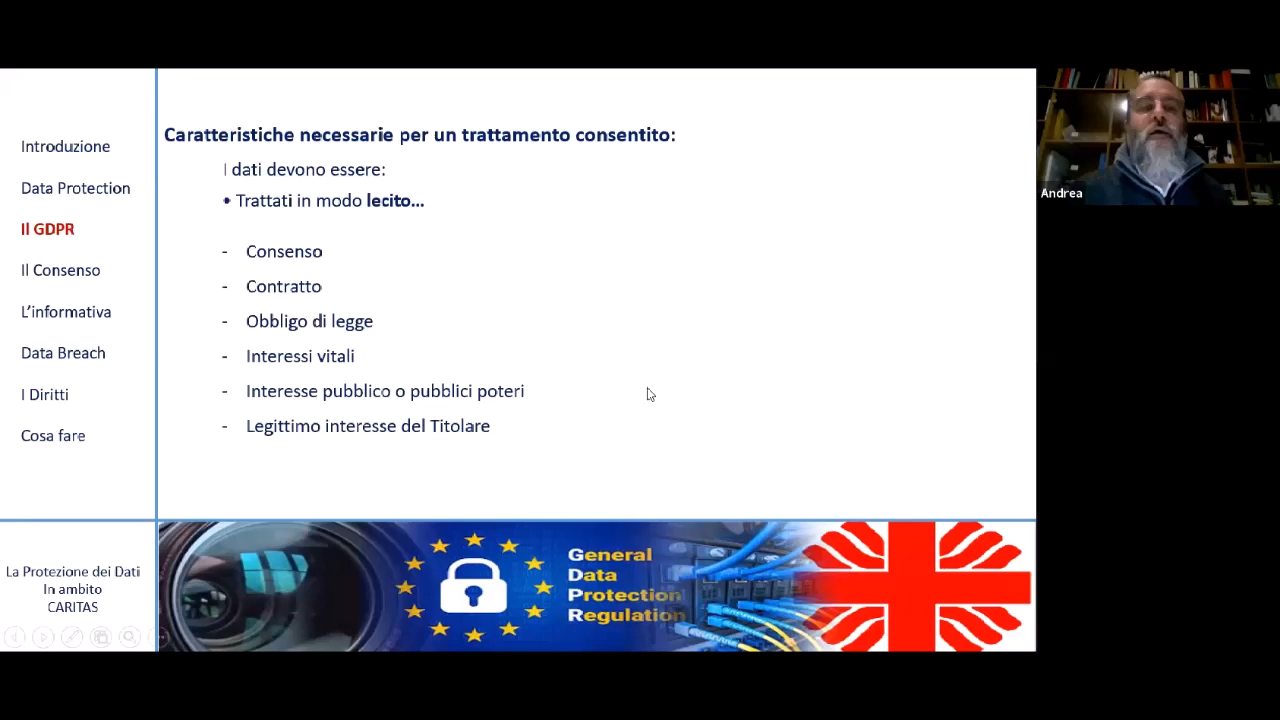 Introduzione
Data Protection
Il GDPR
Il Consenso
L'informativa
Data Breach
I Diritti
Cosa fare
La Protezione dei Dati
In ambito
CARITAS
Caratteristiche necessarie per un trattamento consentito:
I dati devono essere:
• Trattati in modo lecito...
- Consenso
- Contratto
- Obbligo di legge
- Interessi vitali
- Interesse pubblico o pubblici poteri
- Legittimo interesse del Titolare
General
Data
Protection
Regulation
Andrea